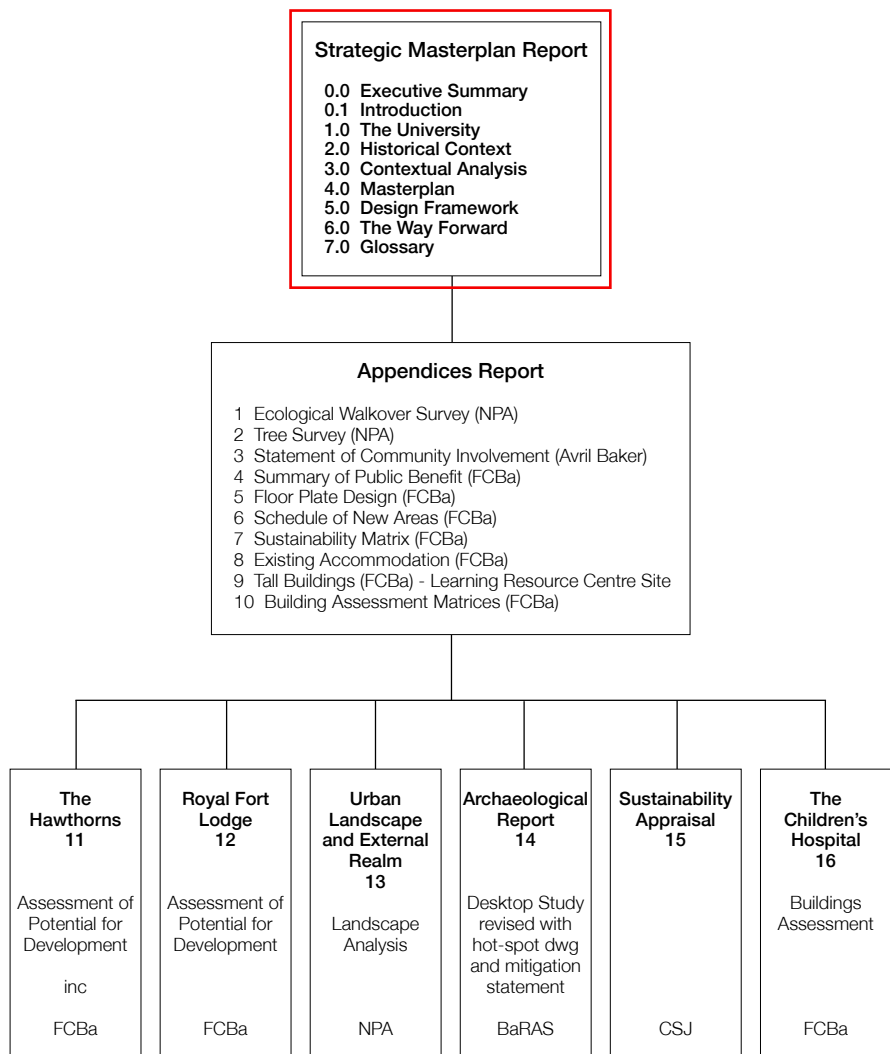 Strategic Masterplan Report
0.0 Executive Summary
0.1 Introduction
1.0 The University
2.0 Historical Context
3.0 Contextual Analysis
4.0 Masterplan
5.0 Design Framework
6.0 The Way Forward
7.0 Glossary
Appendices Report
1 Ecological Walkover Survey (NPA)
2 Tree Survey (NPA)
3 Statement of Community Involvement (Avril Baker)
4 Summary of Public Benefit (FCBa)
5 Floor Plate Design (FCBa)
6 Schedule of New Areas (FCBa)
7 Sustainability Matrix (FCBa)
8 Existing Accommodation (FCBa)
9 Tall Buildings (FCBa) - Learning Resource Centre Site
10 Building Assessment Matrices (FCBa)
The
Hawthorns
11
Assessment of
Potential for
Development
inc
FCBa
Royal Fort
Lodge
12
Assessment of
Potential for
Development
FCBa
Urban
Landscape
and External
Realm
13
Landscape
Analysis
NPA
Archaeological
Report
14
Desktop Study
revised with
hot-spot dwg
and mitigation
statement
BaRAS
Sustainability
Appraisal
15
CSJ
The
Children's
Hospital
16
Buildings
Assessment
FCBa